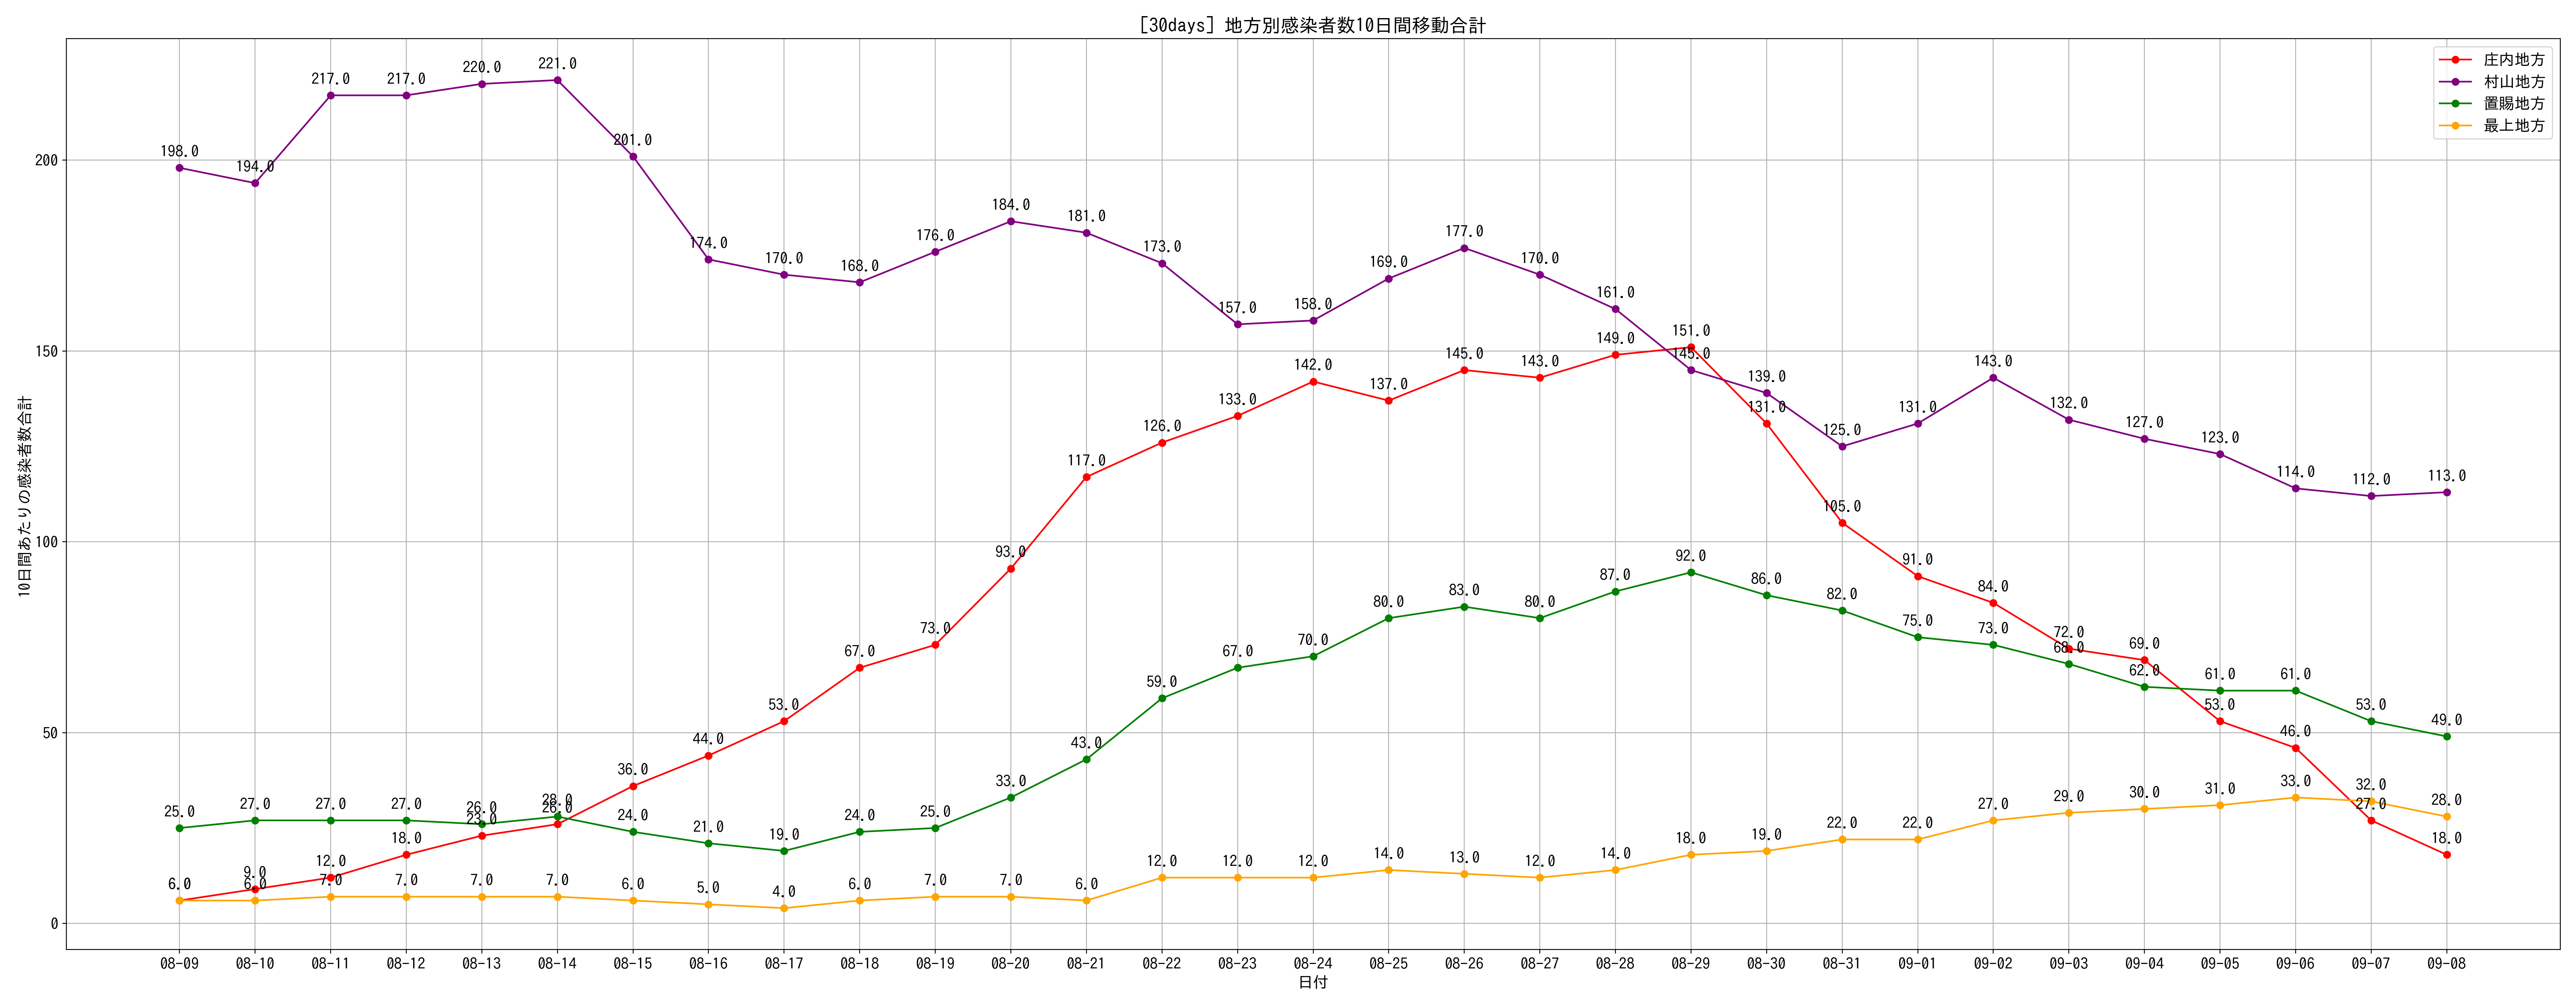 [30days] 地方別感染者数10日間移動合計
庄内地方
村山地方
置賜地方
最上地方
10日間あたりの感染者数合計
200
150
100
50
0
198.0 194.0 217.0 217.0 220.0 221.0 201.0 174.0 170.0 168.0 176.0 184.0 181.0 173.0 157.0 158.0 169.0 177.0 170.0 161.0 145.0 139.0 125.0 131.0 143.0 132.0 127.0 123.0 114.0 112.0 113.0
6.0 9.0 12.0 18.0 23.0 26.0 36.0 44.0 53.0 67.0 73.0 93.0 117.0 126.0 133.0 142.0 137.0 145.0 143.0 149.0 151.0 131.0 105.0 91.0 84.0 72.0 69.0 53.0 46.0 27.0 18.0
25.0 27.0 27.0 27.0 26.0 28.0 24.0 21.0 19.0 24.0 25.0 33.0 43.0 59.0 67.0 70.0 80.0 83.0 80.0 87.0 92.0 86.0 82.0 75.0 73.0 68.0 62.0 61.0 61.0 53.0 49.0
6.0 6.0 7.0 7.0 7.0 7.0 6.0 5.0 4.0 6.0 7.0 7.0 6.0 12.0 12.0 12.0 14.0 13.0 12.0 14.0 18.0 19.0 22.0 22.0 27.0 29.0 30.0 31.0 33.0 32.0 28.0
08-09 08-10 08-11 08-12 08-13 08-14 08-15 08-16 08-17 08-18 08-19 08-20 08-21 08-22 08-23 08-24 08-25 08-26 08-27 08-28 08-29 08-30 08-31 09-01 09-02 09-03 09-04 09-05 09-06 09-07 09-08
日付